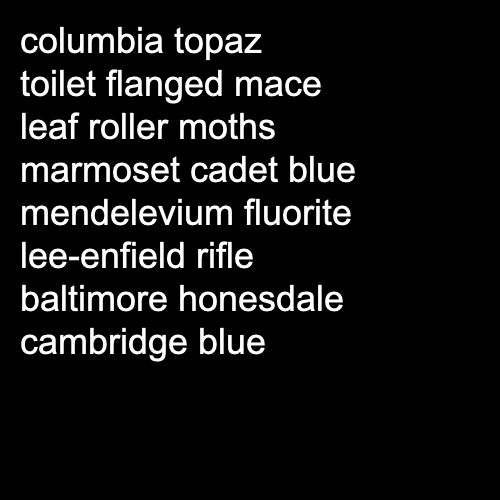 columbia topaz
toilet flanged mace
leaf roller moths
marmoset cadet blue
mendelevium fluorite
lee-enfield rifle
baltimore honesdale
cambridge blue